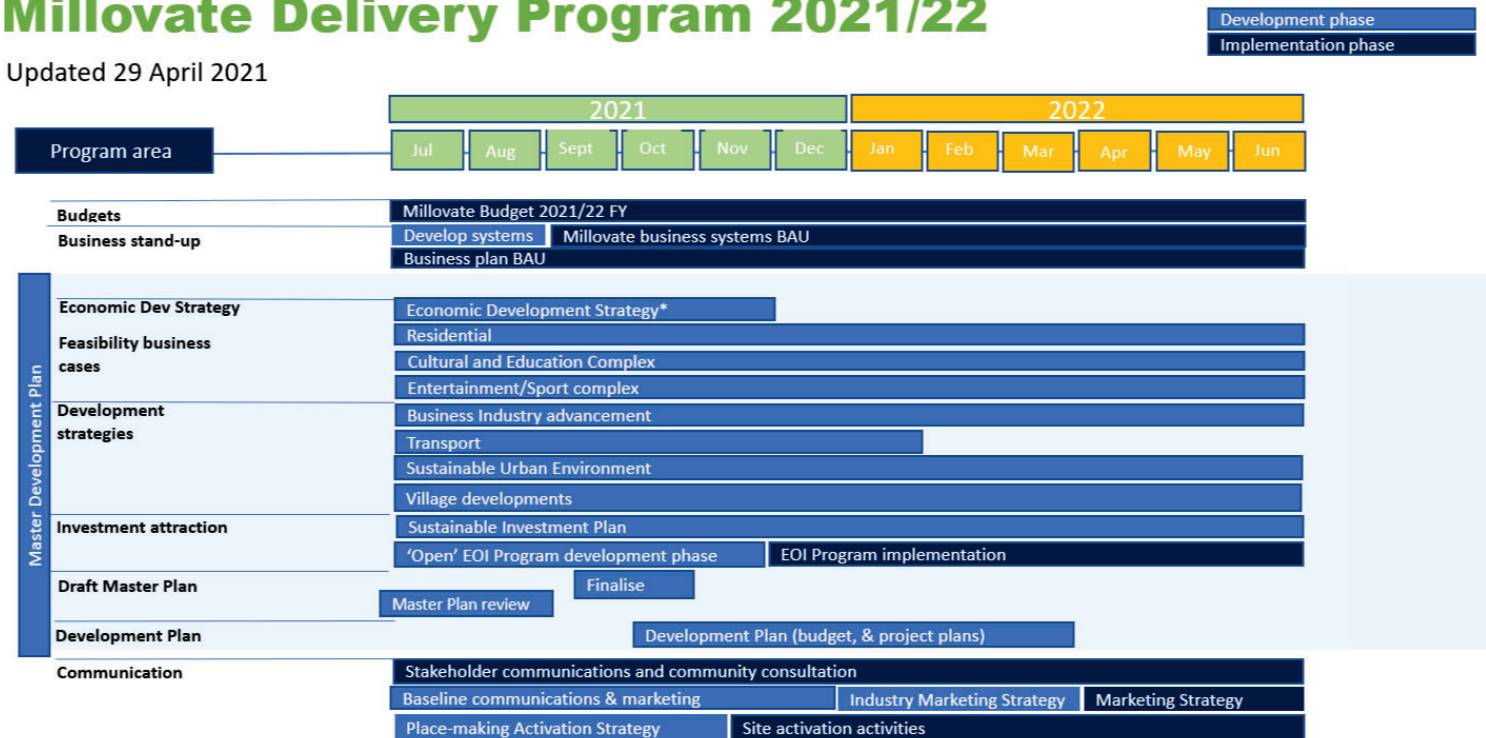 Millovate Delivery Program 2021/22
Development phase
Implementation phase
Updated 29 April 2021
2021
2022
Program area
Jul
Aug
Sept
Oct
Nov
Dec
Jan
Feb
Mar
Apr
May
Jun
Budgets
Millovate Budget 2021/22 FY
Business stand-up
Develop systems
Millovate business systems BAU
Business plan BAU
Master Development Plan
Economic Dev Strategy
Economic Development Strategy*
Feasibility business
cases
Residential
Cultural and Education Complex
Entertainment/Sport complex
Development
strategies
Business Industry advancement
Transport
Sustainable Urban Environment
Village developments
Investment attraction
Sustainable Investment Plan
‘Open’ EOI Program development phase
EOI Program implementation
Draft Master Plan
Finalise
Master Plan review
Development Plan
Development Plan (budget, & project plans)
Communication
Stakeholder communications and community consultation
Baseline communications & marketing
Industry Marketing Strategy
Marketing Strategy
Place-making Activation Strategy
Site activation activities